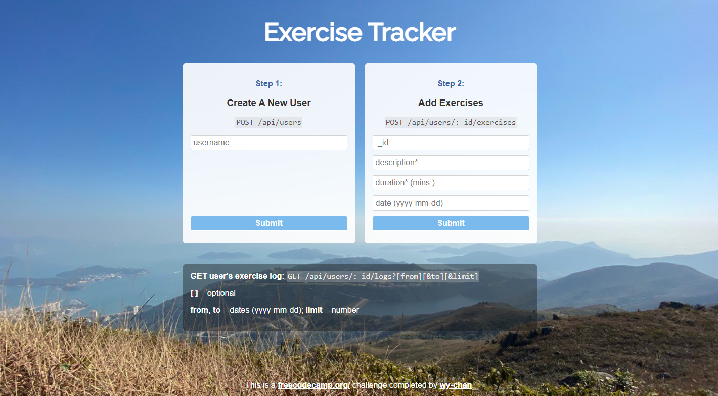 Exercise Tracker
Step 1:
Create A New User
POST /api/users
username
Submit
Step 2:
Add Exercises
POST /api/users/:_id/exercises
_id
description*
duration* (mins.)
date (yyyy-mm-dd)
Submit
GET user's exercise log: GET /api/users/:_id/logs?[from][&to][&limit]
[ ] = optional
from, to = dates (yyyy-mm-dd); limit = number
This is a freecodecamp.org/ challenge completed by wy-chan